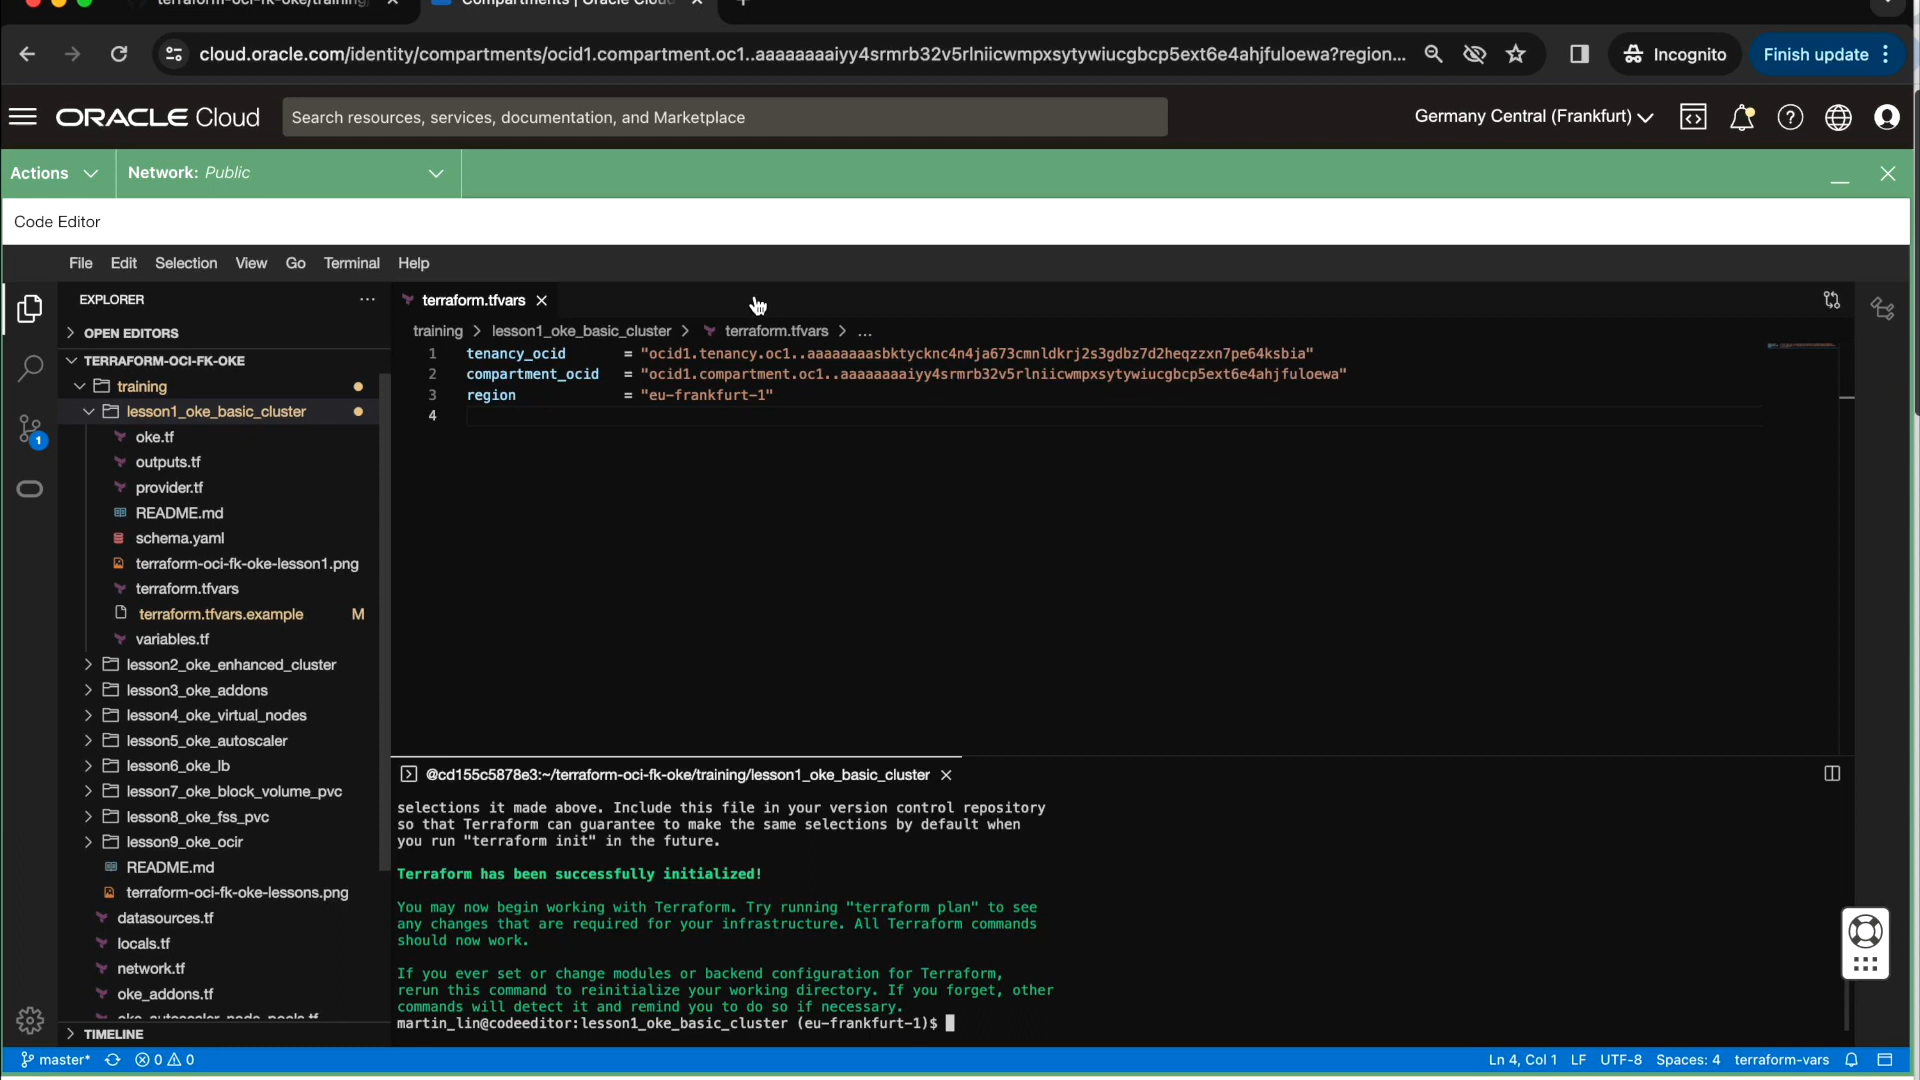 terraform-oci-fk-oke/training
Compartments | Oracle Cloud
cloud.oracle.com/identity/compartments/ocid1.compartment.oc1..aaaaaaaaiyy4srmrb32v5rlniicwmpxsytywiucgbcp5ext6e4ahjfuloewa?region...
Incognito
Finish update
ORACLE Cloud
Search resources, services, documentation, and Marketplace
Germany Central (Frankfurt)
Actions
Network: Public
Code Editor
File Edit Selection View Go Terminal Help
EXPLORER
OPEN EDITORS
TERRAFORM-OCI-FK-OKE
training
lesson1_oke_basic_cluster
oke.tf
outputs.tf
provider.tf
README.md
schema.yaml
terraform-oci-fk-oke-lesson1.png
terraform.tfvars
terraform.tfvars.example M
variables.tf
lesson2_oke_enhanced_cluster
lesson3_oke_addons
lesson4_oke_virtual_nodes
lesson5_oke_autoscaler
lesson6_oke_lb
lesson7_oke_block_volume_pvc
lesson8_oke_fss_pvc
lesson9_oke_ocir
README.md
terraform-oci-fk-oke-lessons.png
datasources.tf
locals.tf
network.tf
oke_addons.tf
TIMELINE
1
terraform.tfvars
training > lesson1_oke_basic_cluster > terraform.tfvars > ...
1 tenancy_ocid = "ocid1.tenancy.oc1..aaaaaaaasbktycknc4n4ja673cmnldkrj2s3gdbz7d2heqzzxn7pe64ksbia"
2 compartment_ocid = "ocid1.compartment.oc1..aaaaaaaaiyy4srmrb32v5rlniicwmpxsytywiucgbcp5ext6e4ahjfuloewa"
3 region = "eu-frankfurt-1"
4
@cd155c5878e3:~/terraform-oci-fk-oke/training/lesson1_oke_basic_cluster
selections it made above. Include this file in your version control repository
so that Terraform can guarantee to make the same selections by default when
you run "terraform init" in the future.
Terraform has been successfully initialized!
You may now begin working with Terraform. Try running "terraform plan" to see
any changes that are required for your infrastructure. All Terraform commands
should now work.
If you ever set or change modules or backend configuration for Terraform,
rerun this command to reinitialize your working directory. If you forget, other
commands will detect it and remind you to do so if necessary.
martin_lin@codeeditor:lesson1_oke_basic_cluster (eu-frankfurt-1)$
master* 0 0
Ln 4, Col 1 LF UTF-8 Spaces: 4 terraform-vars